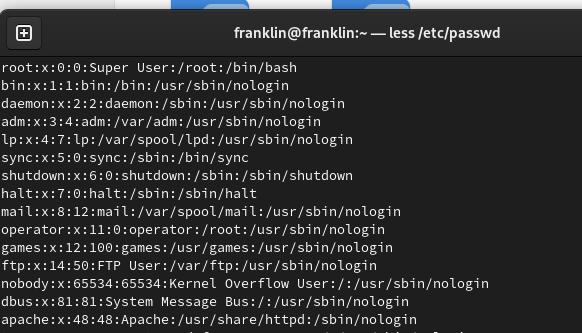 franklin@franklin:~ — less /etc/passwd
root:x:0:0:Super User:/root:/bin/bash
bin:x:1:1:bin:/bin:/usr/sbin/nologin
daemon:x:2:2:daemon:/sbin:/usr/sbin/nologin
adm:x:3:4:adm:/var/adm:/usr/sbin/nologin
lp:x:4:7:lp:/var/spool/lpd:/usr/sbin/nologin
sync:x:5:0:sync:/sbin:/bin/sync
shutdown:x:6:0:shutdown:/sbin:/sbin/shutdown
halt:x:7:0:halt:/sbin:/sbin/halt
mail:x:8:12:mail:/var/spool/mail:/usr/sbin/nologin
operator:x:11:0:operator:/root:/usr/sbin/nologin
games:x:12:100:games:/usr/games:/usr/sbin/nologin
ftp:x:14:50:FTP User:/var/ftp:/usr/sbin/nologin
nobody:x:65534:65534:Kernel Overflow User:/:/usr/sbin/nologin
dbus:x:81:81:System Message Bus:/:/usr/sbin/nologin
apache:x:48:48:Apache:/usr/share/httpd:/sbin/nologin